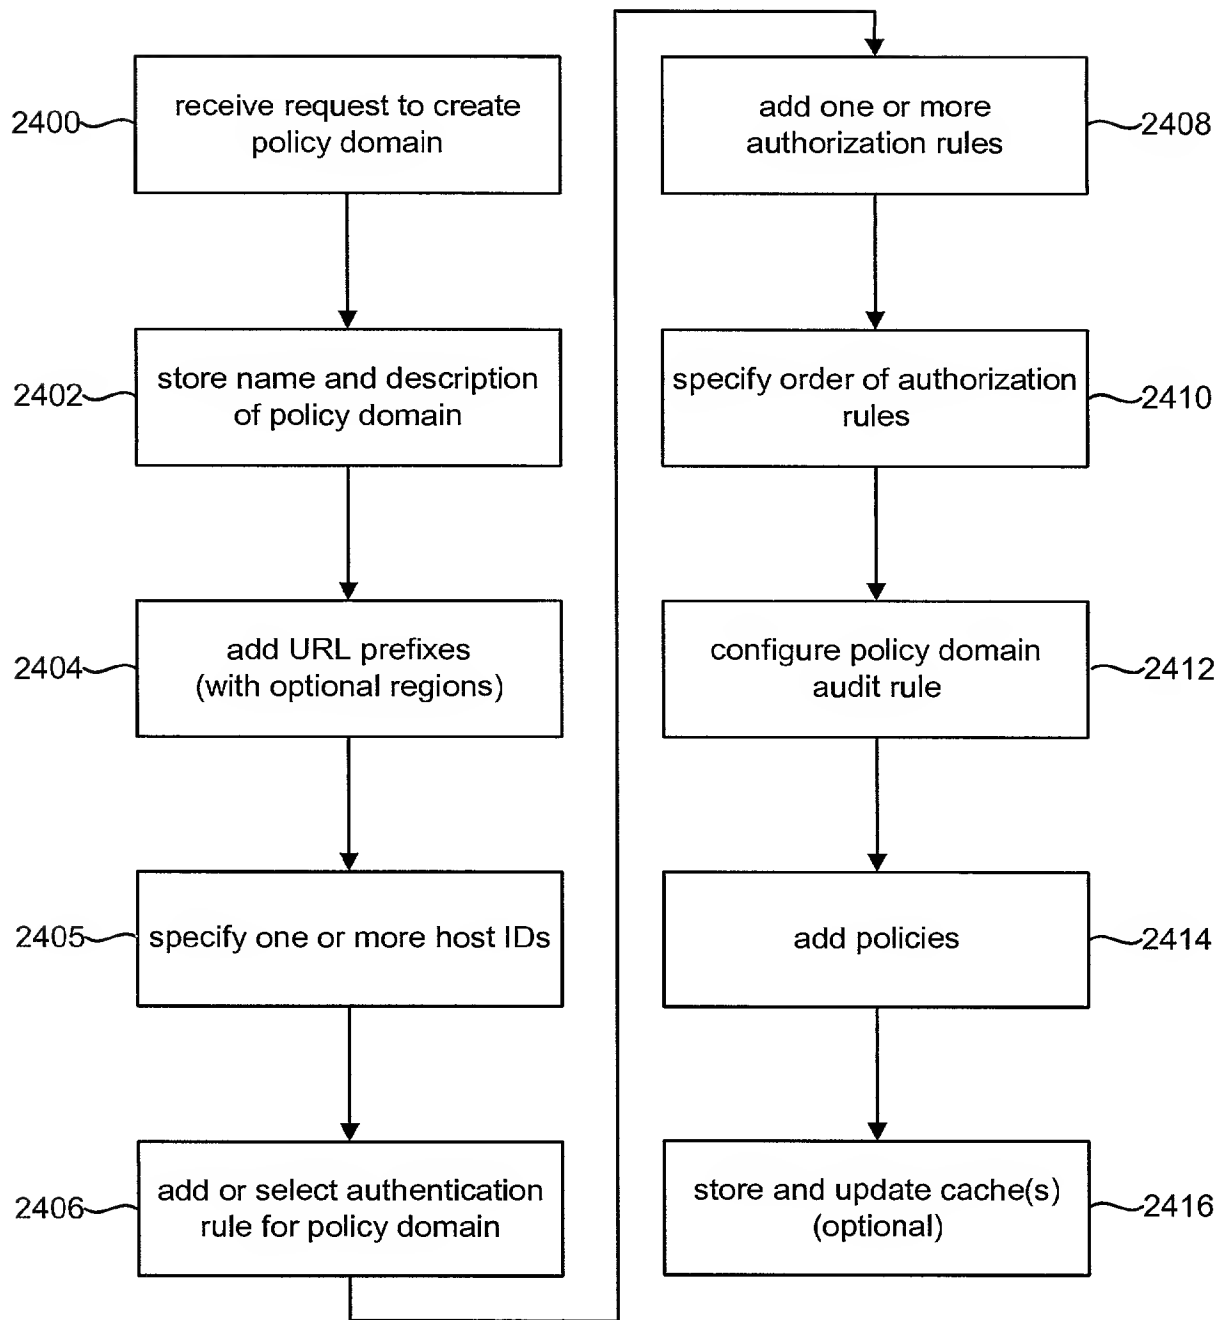 2400
receive request to create
policy domain
2402
store name and description
of policy domain
2404
add URL prefixes
(with optional regions)
2405
specify one or more host IDs
2406
add or select authentication
rule for policy domain
add one or more
authorization rules
2408
specify order of authorization
rules
2410
configure policy domain
audit rule
2412
add policies
2414
store and update cache(s)
(optional)
2416